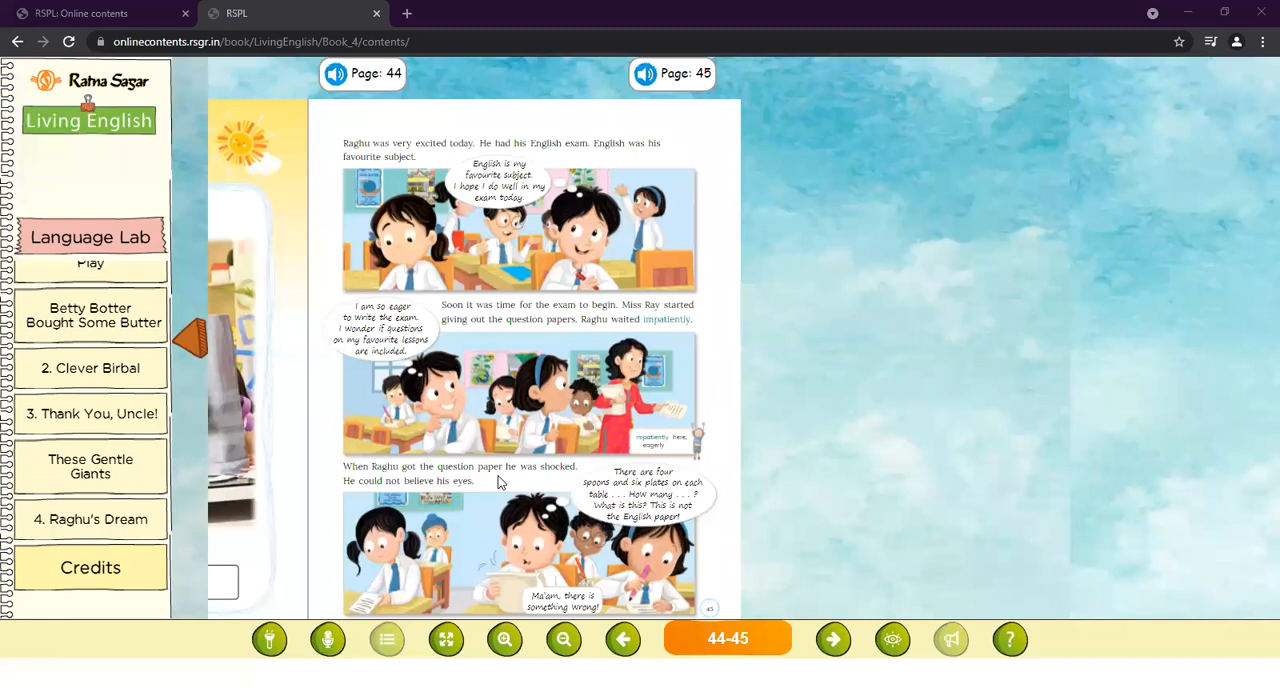 RSPL: Online contents
RSPL
onlinecontents.rsgr.in/book/LivingEnglish/Book_4/contents/
Ratna Sagar
Living English
Language Lab
Play
Betty Botter
Bought Some Butter
2. Clever Birbal
3. Thank You, Uncle!
These Gentle
Giants
4. Raghu's Dream
Credits
Page: 44
Page: 45
Raghu was very excited today. He had his English exam. English was his
favourite subject.
English is my
favourite subject.
I hope I do well in my
exam today.
I am so eager
to write the exam.
I wonder if questions
on my favourite lessons
are included.
Soon it was time for the exam to begin. Miss Ray started
giving out the question papers. Raghu waited impatiently.
impatiently here,
eagerly
When Raghu got the question paper he was shocked.
He could not believe his eyes.
There are four
spoons and six plates on each
table . . . How many . . . ?
What is this? This is not
the English paper!
Ma'am, there is
something wrong!
45
44-45
?